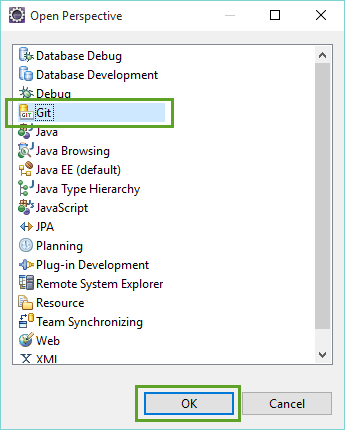 Open Perspective
Database Debug
Database Development
Debug
GIT Git
Java
Java Browsing
Java EE (default)
Java Type Hierarchy
JavaScript
JPA
Planning
Plug-in Development
Remote System Explorer
Resource
Team Synchronizing
Web
X XML
OK Cancel